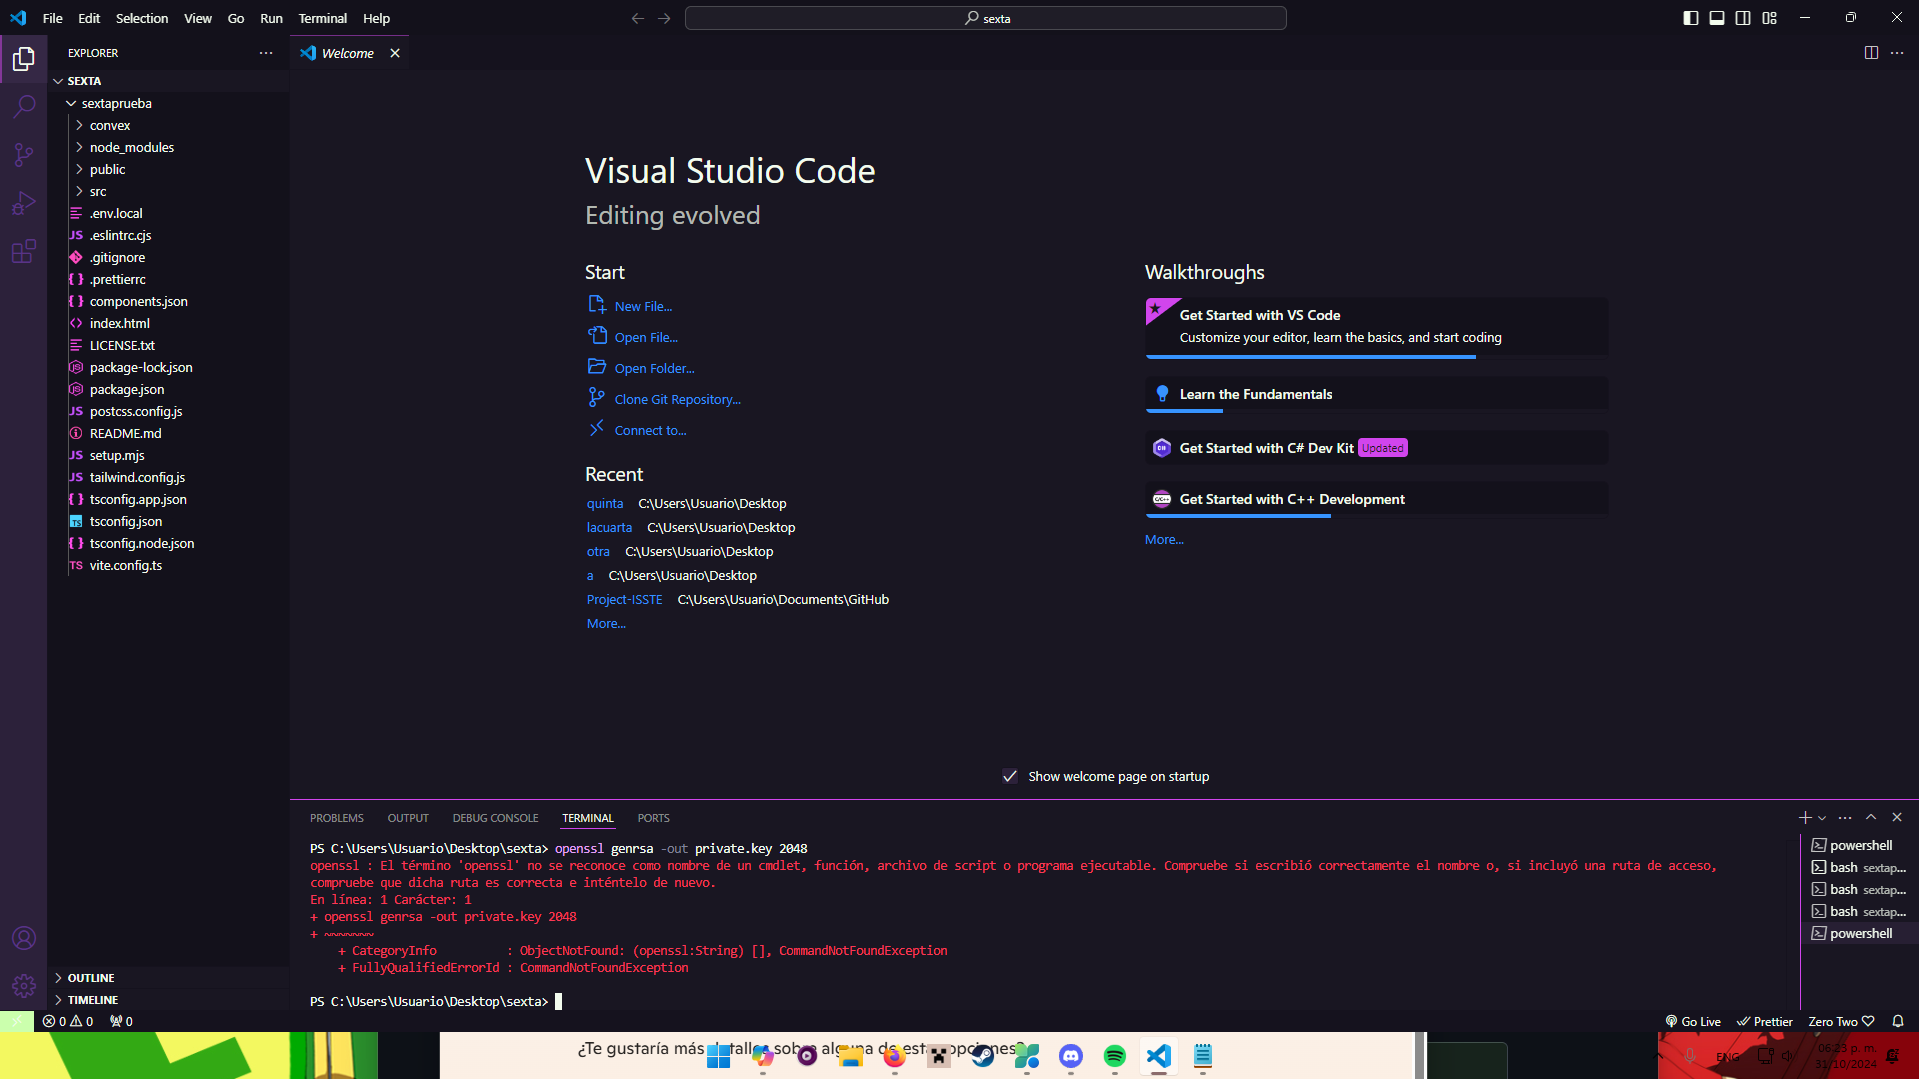 File Edit Selection View Go Run Terminal Help
sexta
EXPLORER
Welcome
SEXTA
sextaprueba
convex
node_modules
public
src
.env.local
.eslintrc.cjs
.gitignore
.prettierrc
components.json
index.html
LICENSE.txt
package-lock.json
package.json
postcss.config.js
README.md
setup.mjs
tailwind.config.js
tsconfig.app.json
tsconfig.json
tsconfig.node.json
vite.config.ts
OUTLINE
TIMELINE
Visual Studio Code
Editing evolved
Start
New File...
Open File...
Open Folder...
Clone Git Repository...
Connect to...
Recent
quinta C:\Users\Usuario\Desktop
lacuarta C:\Users\Usuario\Desktop
otra C:\Users\Usuario\Desktop
a C:\Users\Usuario\Desktop
Project-ISSTE C:\Users\Usuario\Documents\GitHub
More...
Walkthroughs
Get Started with VS Code
Customize your editor, learn the basics, and start coding
Learn the Fundamentals
Get Started with C# Dev Kit Updated
Get Started with C++ Development
More...
Show welcome page on startup
PROBLEMS OUTPUT DEBUG CONSOLE TERMINAL PORTS
PS C:\Users\Usuario\Desktop\sexta> openssl genrsa -out private.key 2048
openssl : El término 'openssl' no se reconoce como nombre de un cmdlet, función, archivo de script o programa ejecutable. Compruebe si escribió correctamente el nombre o, si incluyó una ruta de acceso,
compruebe que dicha ruta es correcta e inténtelo de nuevo.
En línea: 1 Carácter: 1
+ openssl genrsa -out private.key 2048
+ ~~~~~~~
+ CategoryInfo : ObjectNotFound: (openssl:String) [], CommandNotFoundException
+ FullyQualifiedErrorId : CommandNotFoundException
PS C:\Users\Usuario\Desktop\sexta>
powershell
bash sextap...
bash sextap...
bash sextap...
powershell
0 0 0
Go Live Prettier Zero Two
¿Te gustaría más detalles sobre alguna de estas opciones?
ENG
06:23 p. m.
31/10/2024